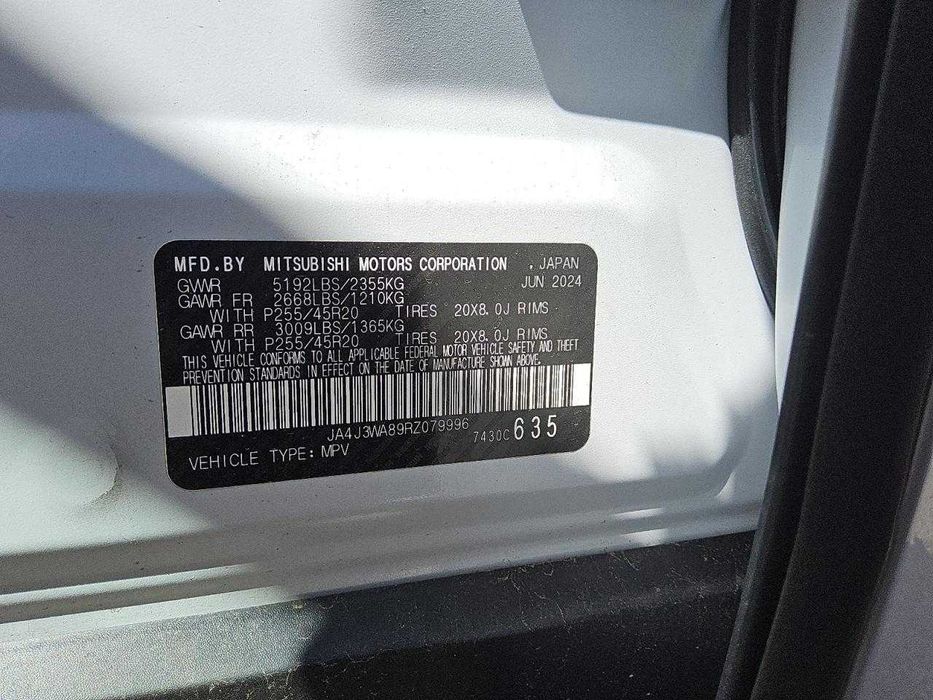 MFD.BY MITSUBISHI MOTORS CORPORATION , JAPAN
GVWR 5192LBS/2355KG JUN 2024
GAWR FR 2668LBS/1210KG
WITH P255/45R20 TIRES 20X8.0J RIMS
GAWR RR 3009LBS/1365KG
WITH P255/45R20 TIRES 20X8.0J RIMS
THIS VEHICLE CONFORMS TO ALL APPLICABLE FEDERAL MOTOR VEHICLE SAFETY AND THEFT
PREVENTION STANDARDS IN EFFECT ON THE DATE OF MANUFACTURE SHOWN ABOVE.
JA4J3WA89RZ079996 7430C 635
VEHICLE TYPE: MPV